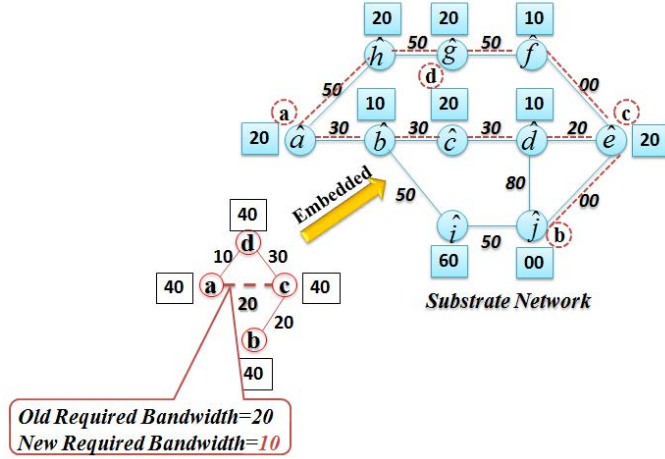 20 20 10
ĥ 50 ĝ 50 f̂
d
50 00
a 10 20 10 c
20 â 30 b̂ 30 ĉ 30 d̂ 20 ê 20
50 80 00
Embedded
î 50 ĵ b
60 00
Substrate Network
40
d
10 30
40 a c 40
20
20
b
40
Old Required Bandwidth=20
New Required Bandwidth=10